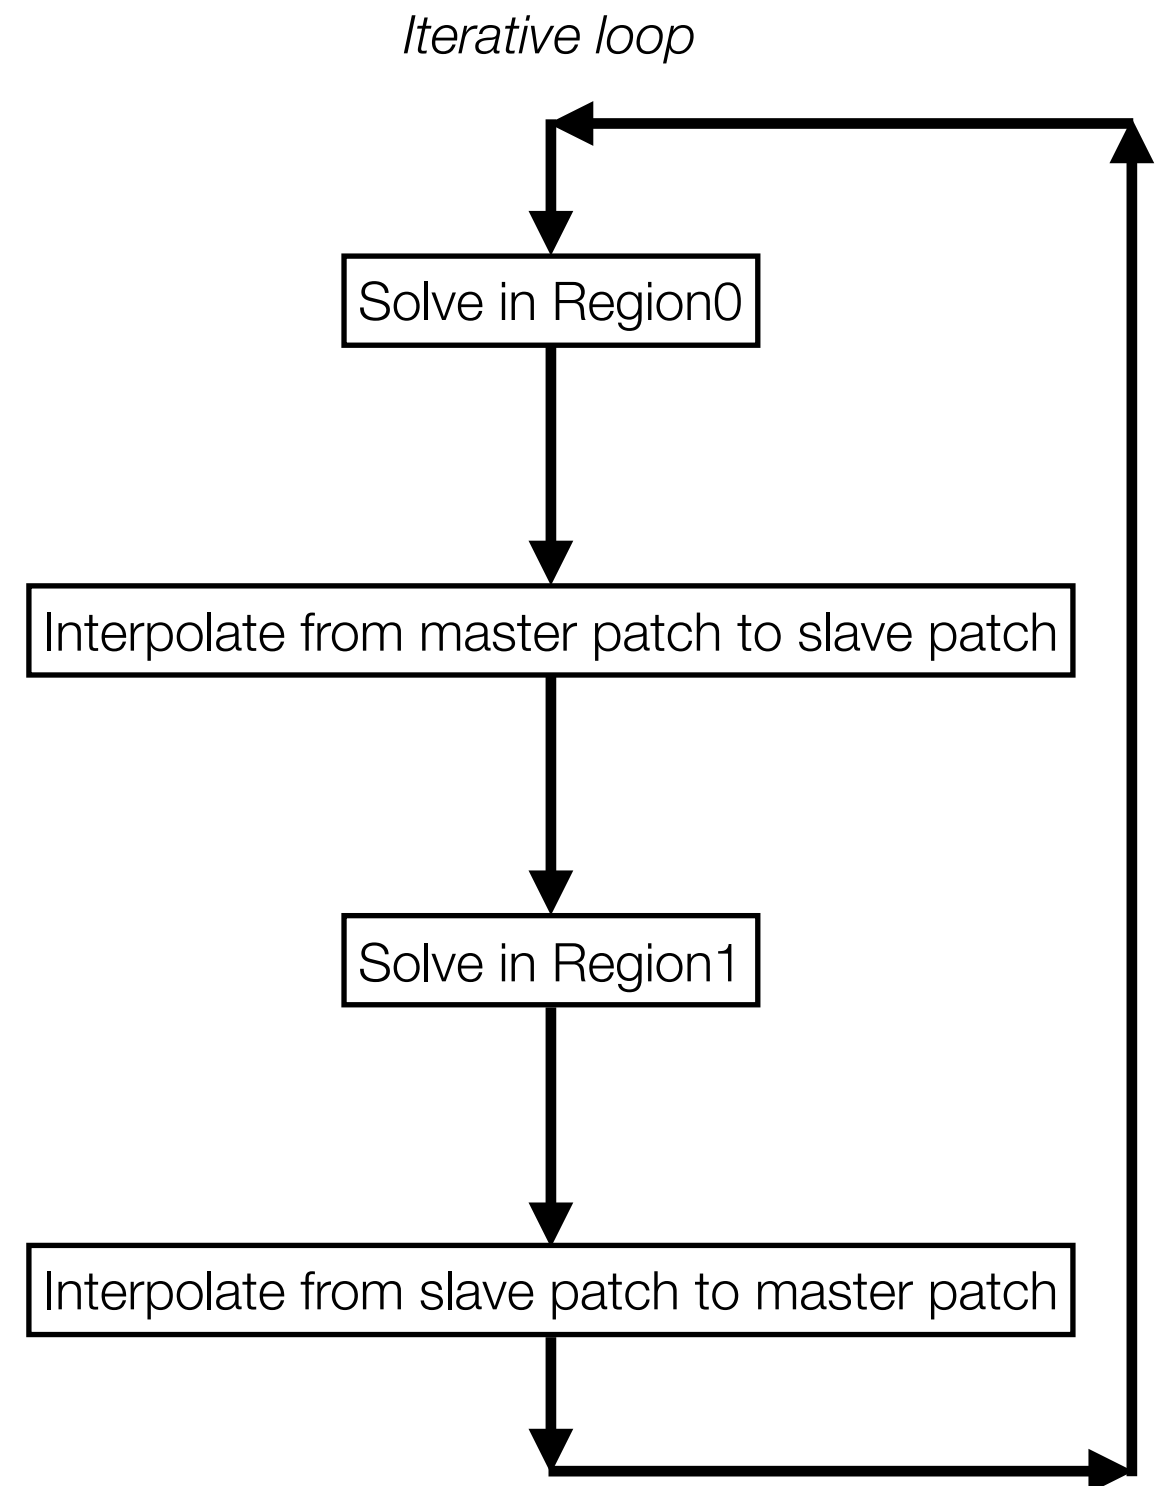 Iterative loop
Solve in Region0
Interpolate from master patch to slave patch
Solve in Region1
Interpolate from slave patch to master patch